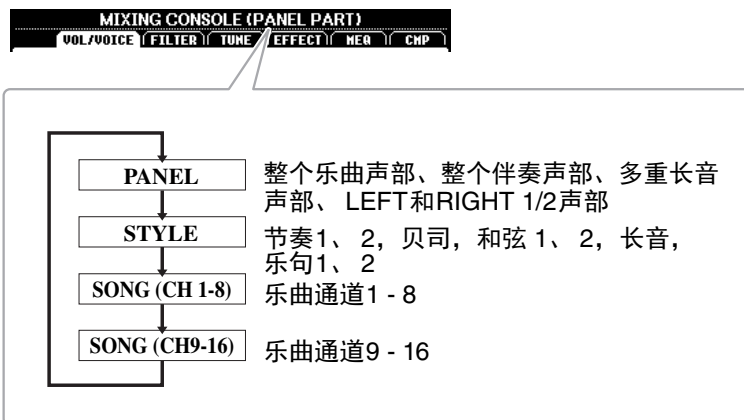 MIXING CONSOLE (PANEL PART)
VOL/VOICE FILTER TUNE EFFECT MEQ CMP
PANEL
整个乐曲声部、整个伴奏声部、多重长音
声部、 LEFT和RIGHT 1/2声部
STYLE
节奏1、 2，贝司，和弦 1、 2，长音，
乐句1、 2
SONG (CH 1-8)
乐曲通道1 - 8
SONG (CH9-16)
乐曲通道9 - 16